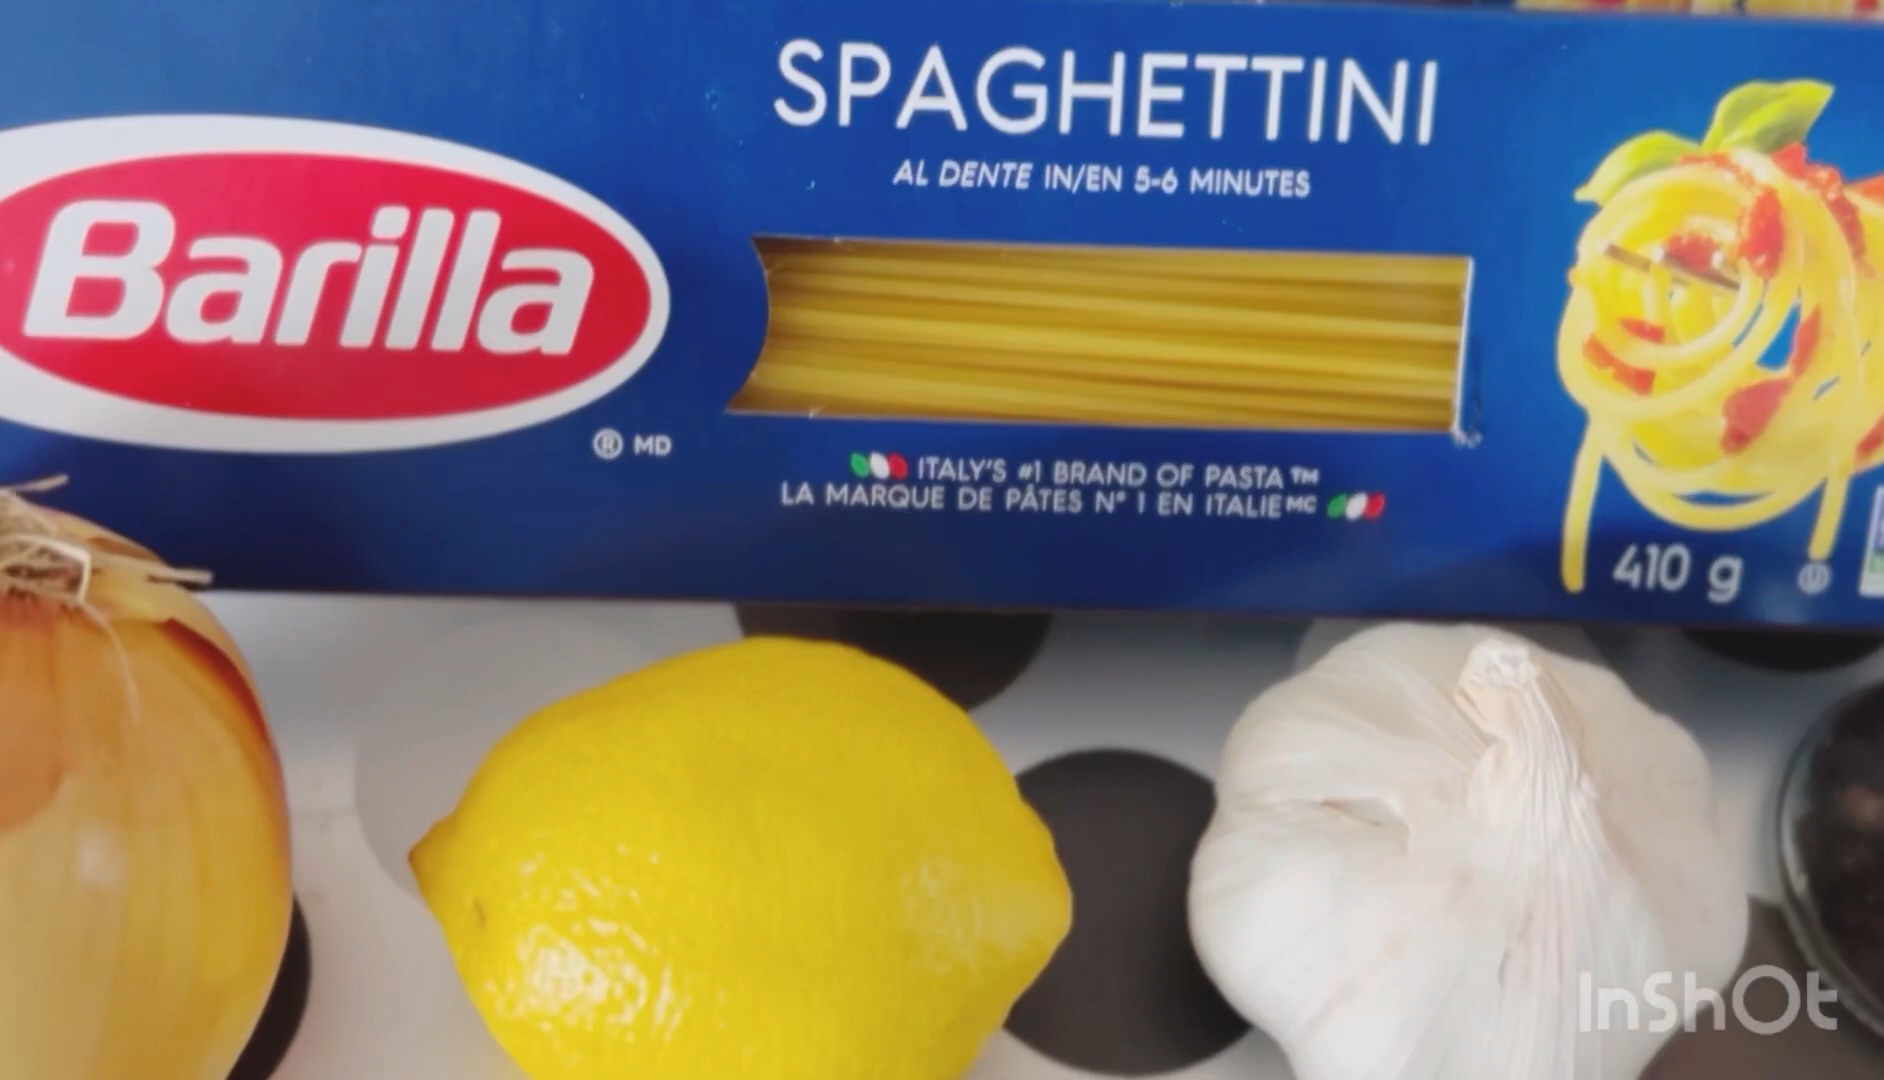 SPAGHETTINI
AL DENTE IN/EN 5-6 MINUTES
Barilla
® MD
ITALY'S #1 BRAND OF PASTA™
LA MARQUE DE PÂTES N° 1 EN ITALIE MC
410 g
U
InShOt